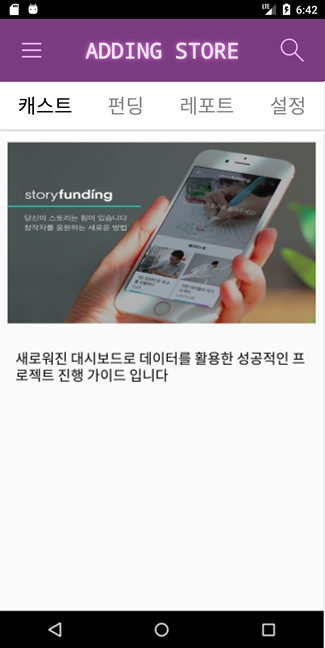 LTE 6:42
ADDING STORE
캐스트 펀딩 레포트 설정
storyfunding
당신의 스토리는 힘이 있습니다
창작자를 응원하는 새로운 방법
새로워진 대시보드로 데이터를 활용한 성공적인 프
로젝트 진행 가이드 입니다